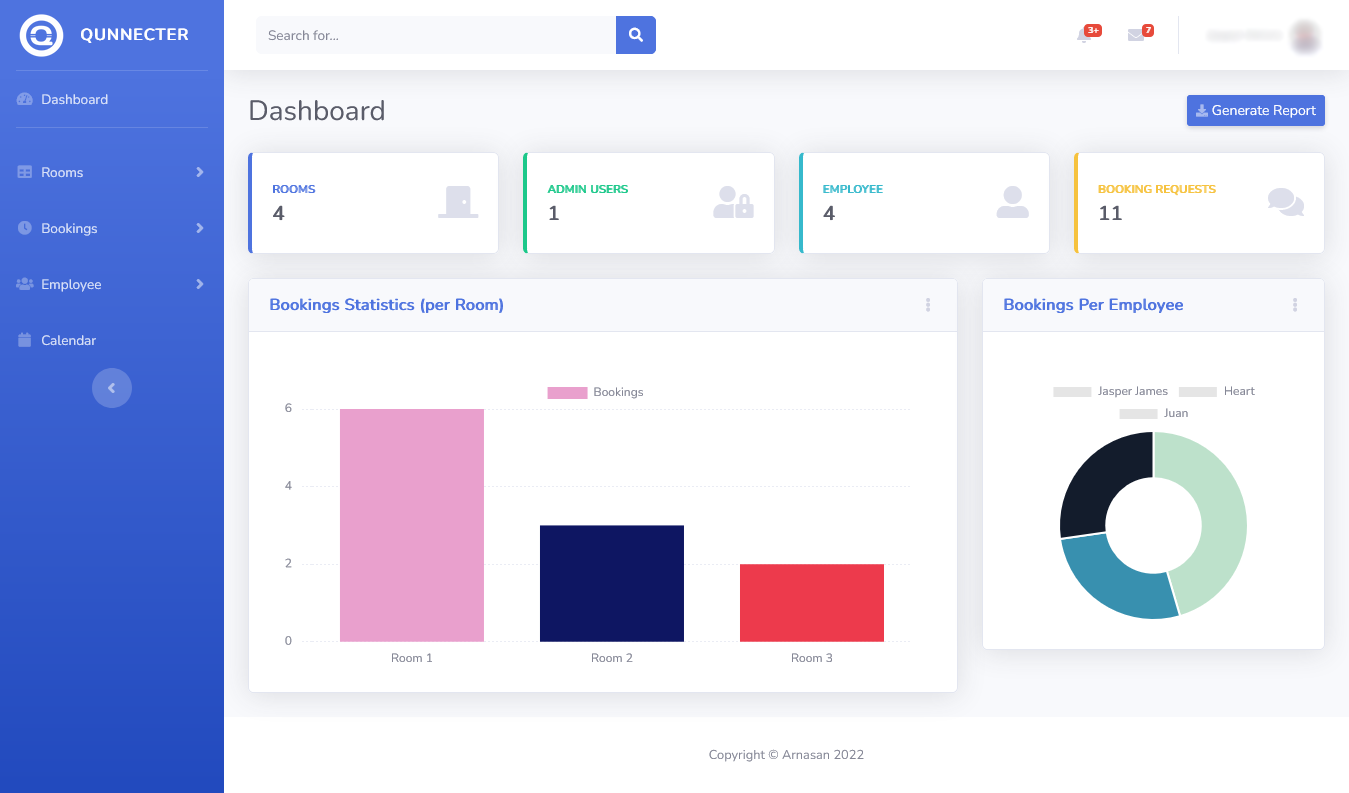 QUNNECTER
Search for...
3+
7
Dashboard
Dashboard
Generate Report
Rooms
Bookings
Employee
Calendar
ROOMS
4
ADMIN USERS
1
EMPLOYEE
4
BOOKING REQUESTS
11
Bookings Statistics (per Room)
Bookings
6
4
2
0
Room 1
Room 2
Room 3
Bookings Per Employee
Jasper James
Heart
Juan
Copyright © Arnasan 2022